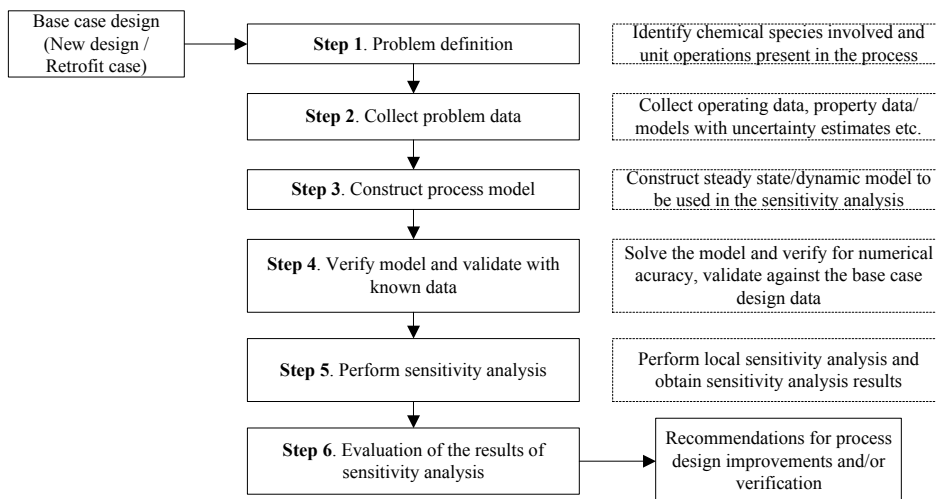 Base case design
(New design /
Retrofit case)
Step 1. Problem definition
Identify chemical species involved and
unit operations present in the process
Step 2. Collect problem data
Collect operating data, property data/
models with uncertainty estimates etc.
Step 3. Construct process model
Construct steady state/dynamic model to
be used in the sensitivity analysis
Step 4. Verify model and validate with
known data
Solve the model and verify for numerical
acuracy, validate against the base case
design data
Step 5. Perform sensitivity analysis
Perform local sensitivity analysis and
obtain sensitivity analysis results
Step 6. Evaluation of the results of
sensitivity analysis
Recommendations for process
design improvements and/or
verification